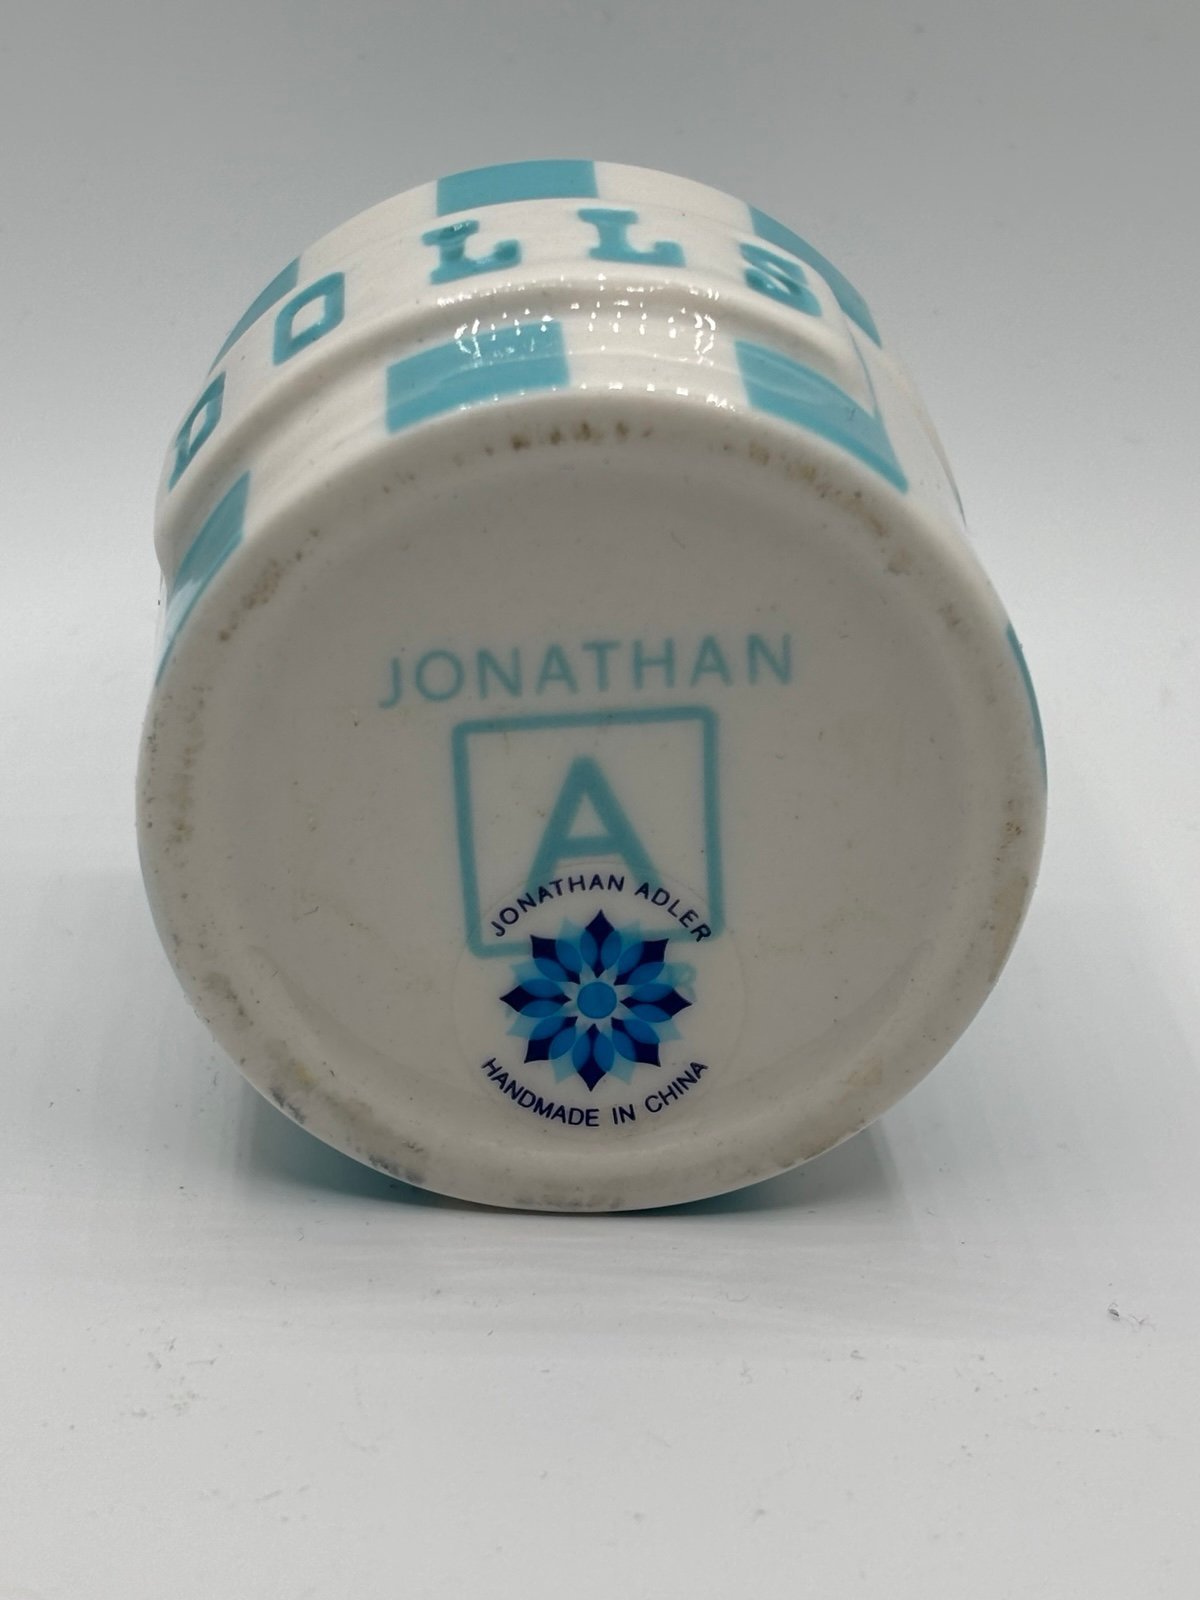 DOLLS
JONATHAN
A
JONATHAN ADLER
HANDMADE IN CHINA